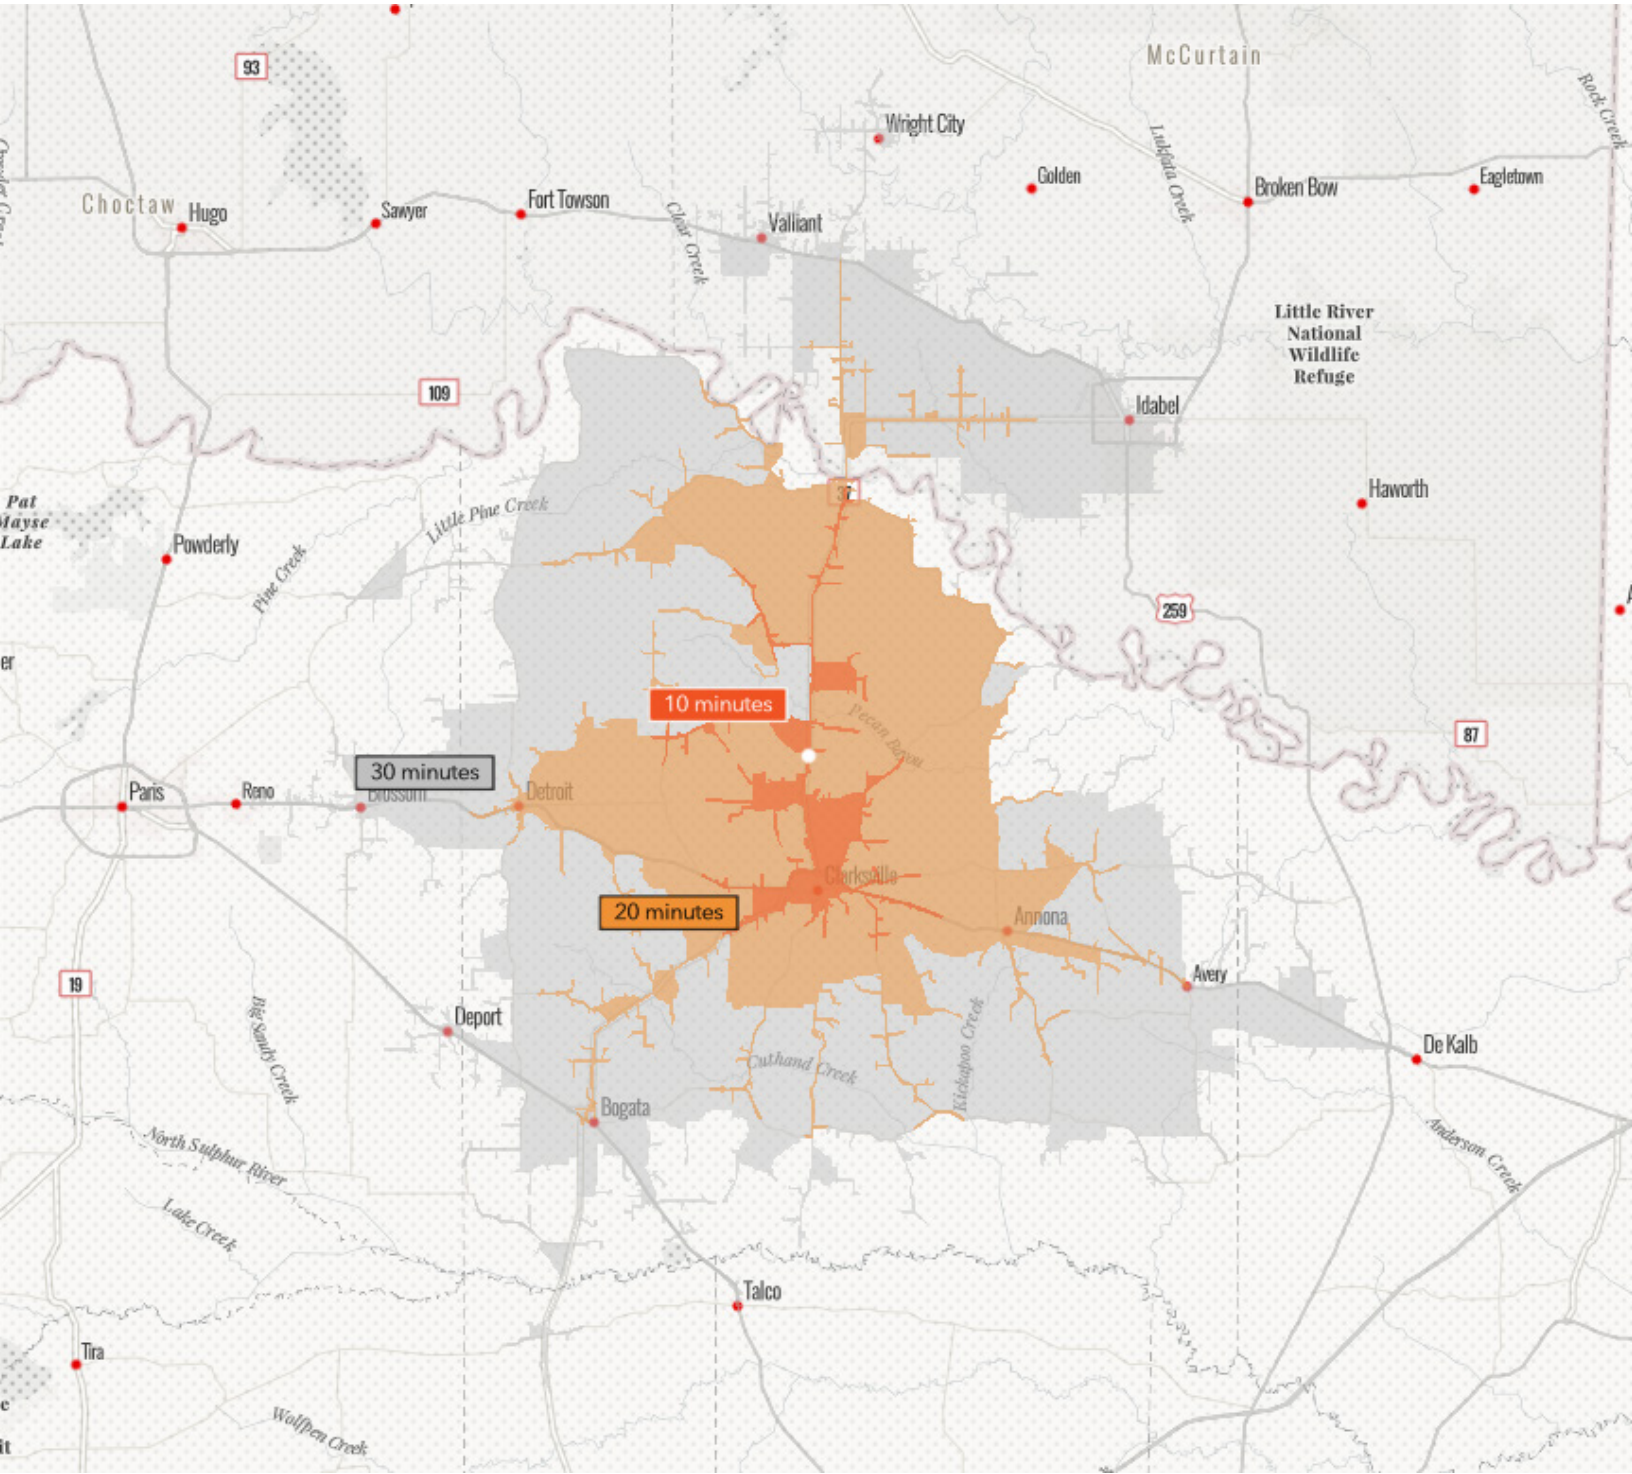 McCurtain
93
Rock Creek
Wright City
Lukfata Creek
Golden
Eagletown
Broken Bow
Choctaw
Hugo
Sawyer
Fort Towson
Clear Creek
Valliant
Little River
National
Wildlife
Refuge
109
Idabel
37
Haworth
Pat
Mayse
Lake
Little Pine Creek
Powderly
Pine Creek
259
er
10 minutes
Pecan Bayou
87
30 minutes
Paris
Reno
Blossom
Detroit
Clarksville
20 minutes
Annona
19
Avery
Big Sandy Creek
Deport
Kickapoo Creek
De Kalb
Cuthand Creek
Bogata
North Sulphur River
Anderson Creek
Lake Creek
Talco
Tira
e
it
Wolfpen Creek